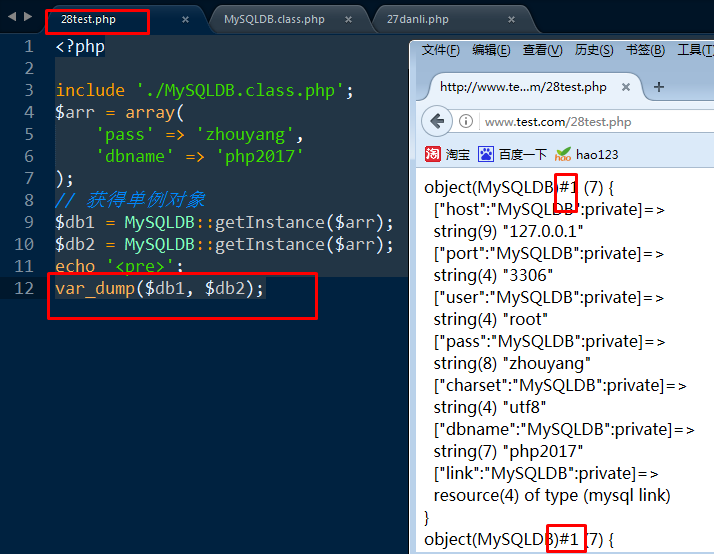 28test.php
MySQLDB.class.php
27danli.php
1 <?php
2
3 include './MySQLDB.class.php';
4 $arr = array(
5 'pass' => 'zhouyang',
6 'dbname' => 'php2017'
7 );
8 // 获得单例对象
9 $db1 = MySQLDB::getInstance($arr);
10 $db2 = MySQLDB::getInstance($arr);
11 echo '<pre>';
12 var_dump($db1, $db2);
文件(F) 编辑(E) 查看(V) 历史(S) 书签(B) 工具(T)
http://www.te...m/28test.php
www.test.com/28test.php
淘 淘宝 百度一下 hao hao123
object(MySQLDB)#1 (7) {
["host":"MySQLDB":private]=>
string(9) "127.0.0.1"
["port":"MySQLDB":private]=>
string(4) "3306"
["user":"MySQLDB":private]=>
string(4) "root"
["pass":"MySQLDB":private]=>
string(8) "zhouyang"
["charset":"MySQLDB":private]=>
string(4) "utf8"
["dbname":"MySQLDB":private]=>
string(7) "php2017"
["link":"MySQLDB":private]=>
resource(4) of type (mysql link)
}
object(MySQLDB)#1 (7) {